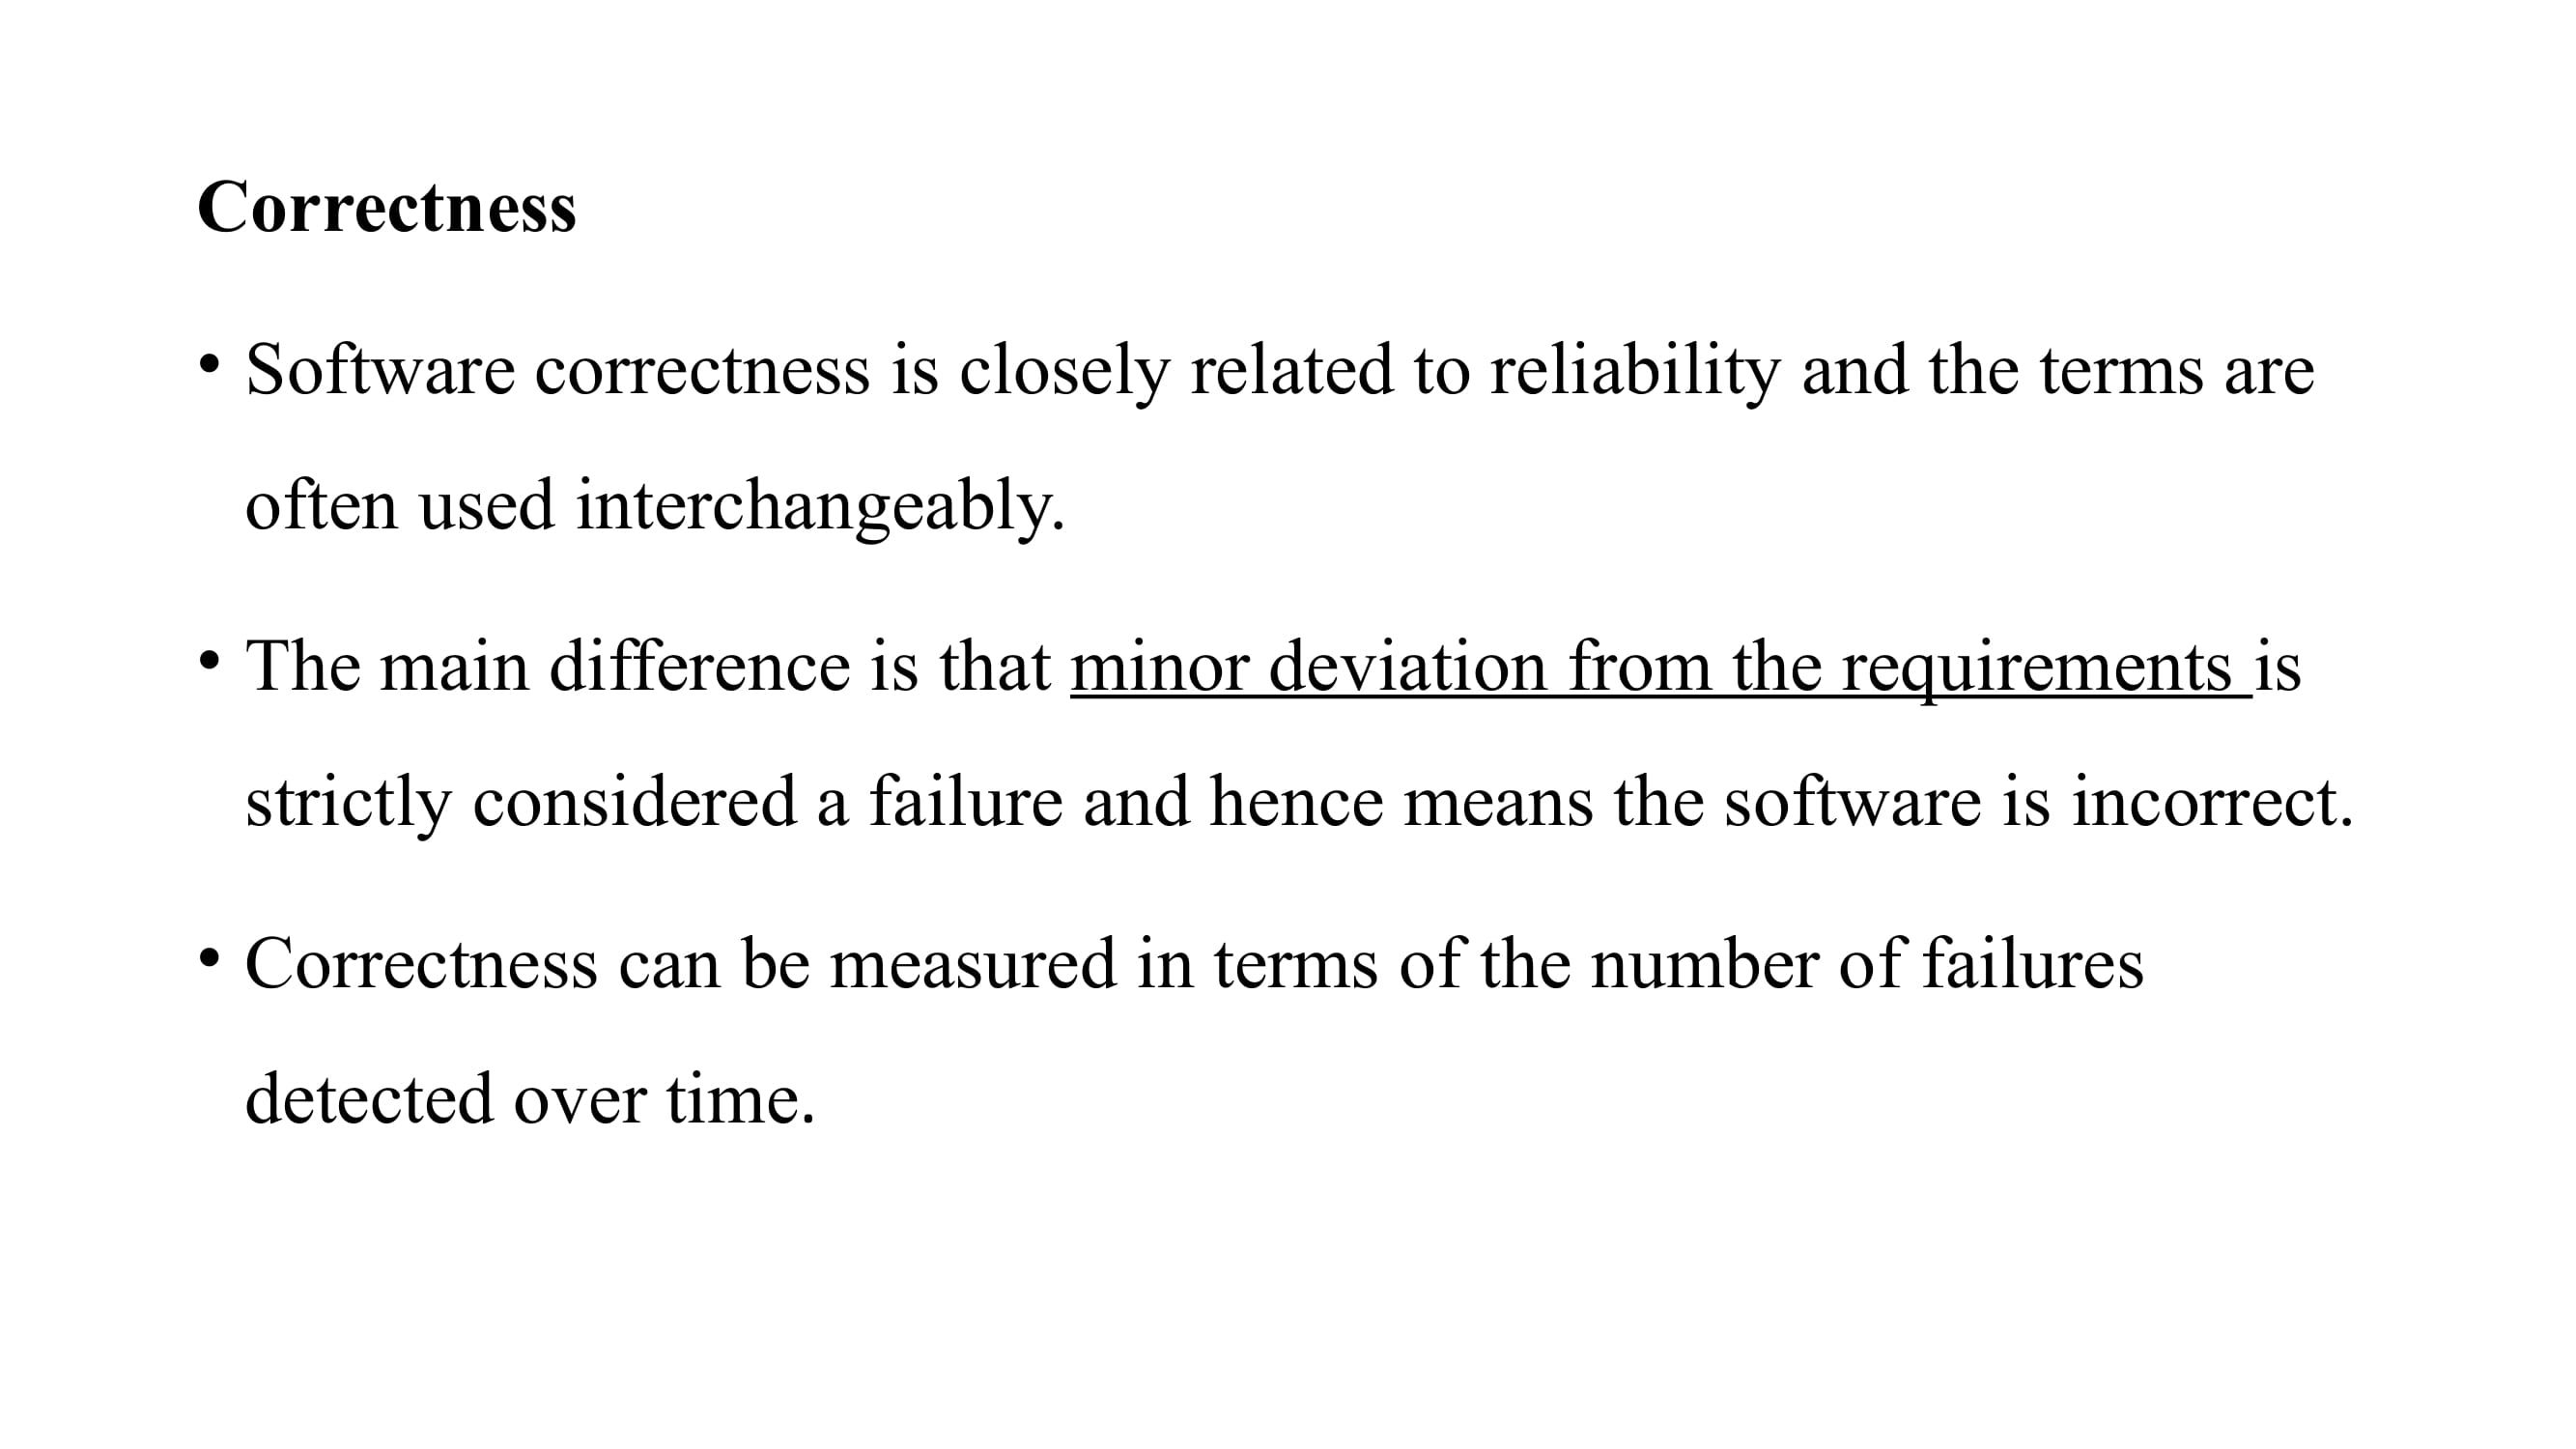 Correctness
• Software correctness is closely related to reliability and the terms are
often used interchangeably.
• The main difference is that minor deviation from the requirements is
strictly considered a failure and hence means the software is incorrect.
• Correctness can be measured in terms of the number of failures
detected over time.